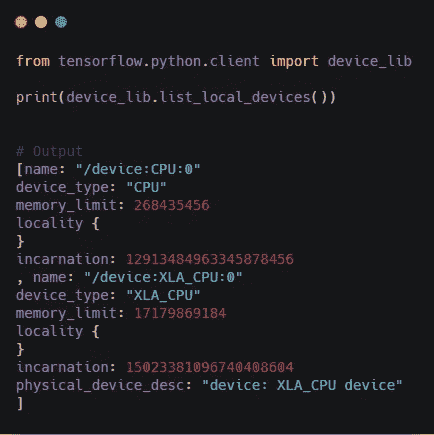 from tensorflow.python.client import device_lib
print(device_lib.list_local_devices())
# Output
[name: "/device:CPU:0"
device_type: "CPU"
memory_limit: 268435456
locality {
}
incarnation: 12913484963345878456
, name: "/device:XLA_CPU:0"
device_type: "XLA_CPU"
memory_limit: 17179869184
locality {
}
incarnation: 15023381096740408604
physical_device_desc: "device: XLA_CPU device"
]